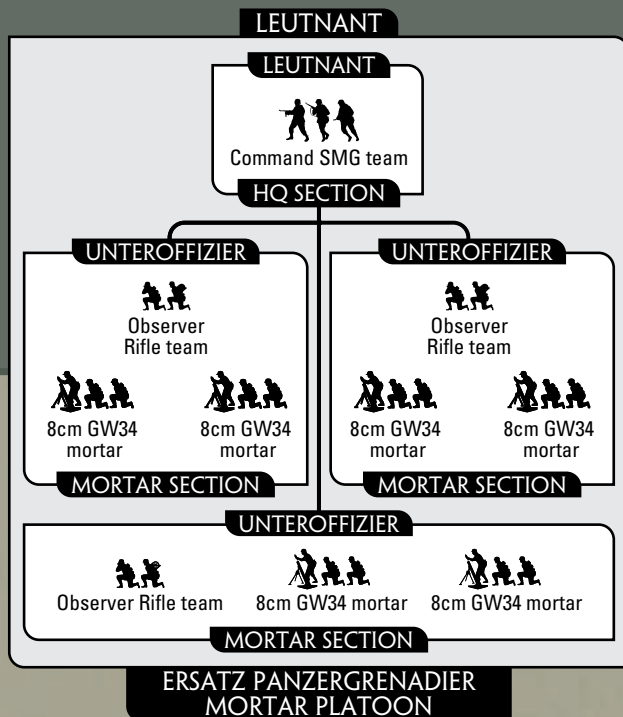 LEUTNANT
LEUTNANT
Command SMG team
HQ SECTION
UNTEROFFIZIER
Observer
Rifle team
8cm GW34
mortar
8cm GW34
mortar
MORTAR SECTION
UNTEROFFIZIER
Observer
Rifle team
8cm GW34
mortar
8cm GW34
mortar
MORTAR SECTION
UNTEROFFIZIER
Observer Rifle team
8cm GW34 mortar
8cm GW34 mortar
MORTAR SECTION
ERSATZ PANZERGRENADIER
MORTAR PLATOON